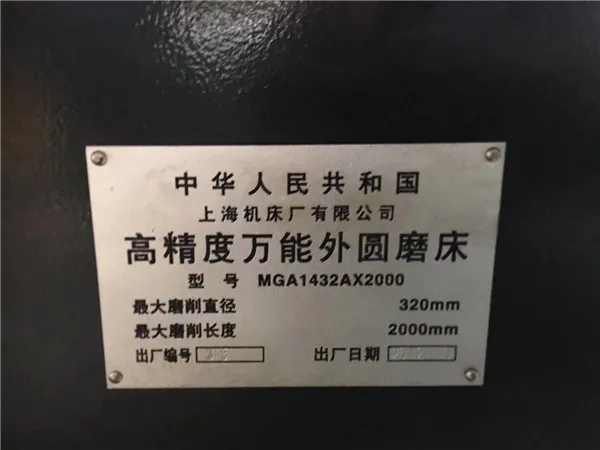 中华人民共和国
上海机床厂有限公司
高精度万能外圆磨床
型号 MGA1432AX2000
最大磨削直径 320mm
最大磨削长度 2000mm
出厂编号 出厂日期